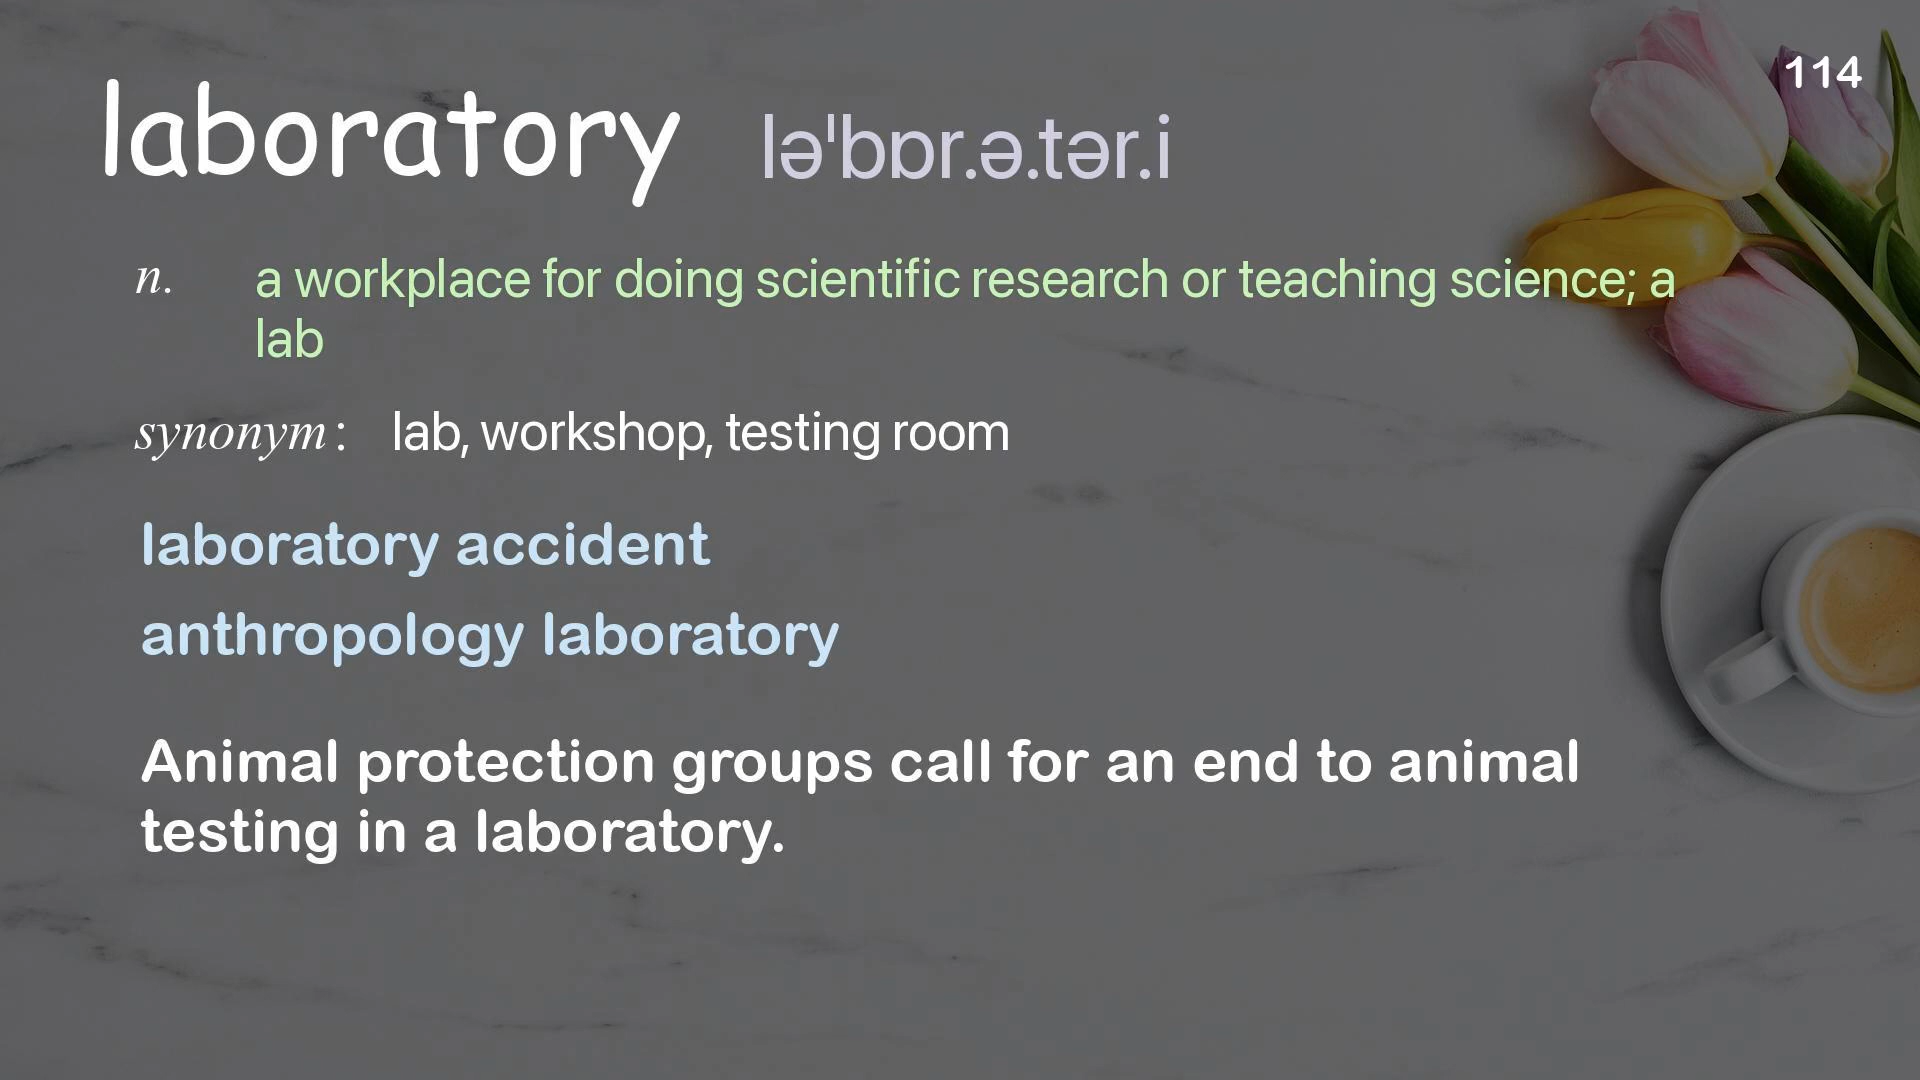 114
laboratory ləˈbɒr.ə.tər.i
n. a workplace for doing scientific research or teaching science; a
lab
synonym: lab, workshop, testing room
laboratory accident
anthropology laboratory
Animal protection groups call for an end to animal
testing in a laboratory.